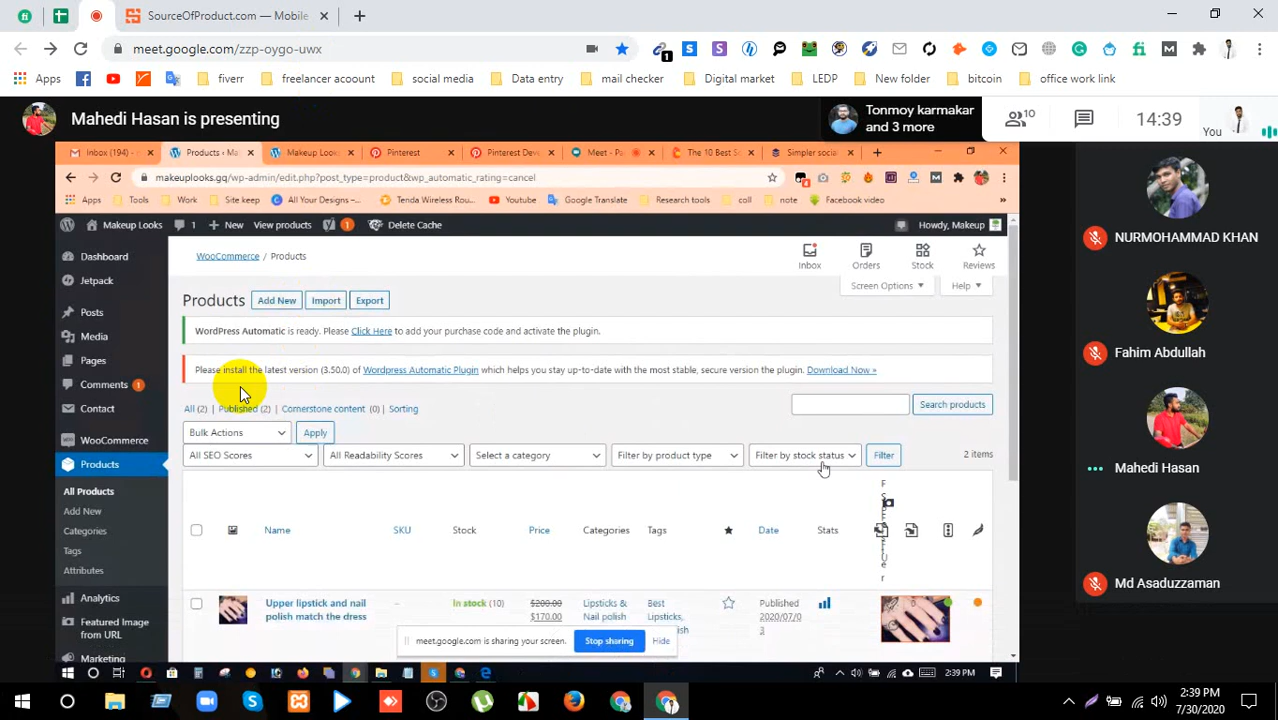 SourceOfProduct.com — Mobile
meet.google.com/zzp-oygo-uwx
Apps fiverr freelancer acoount social media Data entry mail checker Digital market LEDP New folder bitcoin office work link
Mahedi Hasan is presenting
Tonmoy karmakar
and 3 more
10
14:39
You
Inbox (194) - Products ‹ Ma Makeup Looks Pinterest Pinterest Dev Meet - The 10 Best S Simpler social
makeuplooks.gq/wp-admin/edit.php?post_type=product&wp_automatic_rating=cancel
Apps Tools Work Site keep All Your Designs -... Tenda Wireless Rou... Youtube Google Translate Research tools coll note Facebook video
Makeup Looks 1 New View products 1 Delete Cache Howdy, Makeup
Dashboard
Jetpack
Posts
Media
Pages
Comments 1
Contact
WooCommerce
Products
All Products
Add New
Categories
Tags
Attributes
Analytics
Featured Image
from URL
Marketing
WooCommerce / Products
Inbox Orders Stock Reviews
Screen Options Help
Products Add New Import Export
WordPress Automatic is ready. Please Click Here to add your purchase code and activate the plugin.
Please install the latest version (3.50.0) of Wordpress Automatic Plugin which helps you stay up-to-date with the most stable, secure version the plugin. Download Now »
All (2) | Published (2) | Cornerstone content (0) | Sorting
Search products
Bulk Actions Apply
All SEO Scores All Readability Scores Select a category Filter by product type Filter by stock status Filter 2 items
Name SKU Stock Price Categories Tags Date Stats
Upper lipstick and nail
polish match the dress
–
In stock (10)
$200.00
$170.00
Lipsticks &
Nail polish
Best
Lipsticks,
Published
2020/07/0
3
meet.google.com is sharing your screen. Stop sharing Hide
2:39 PM
NURMOHAMMAD KHAN
Fahim Abdullah
Mahedi Hasan
Md Asaduzzaman
2:39 PM
7/30/2020